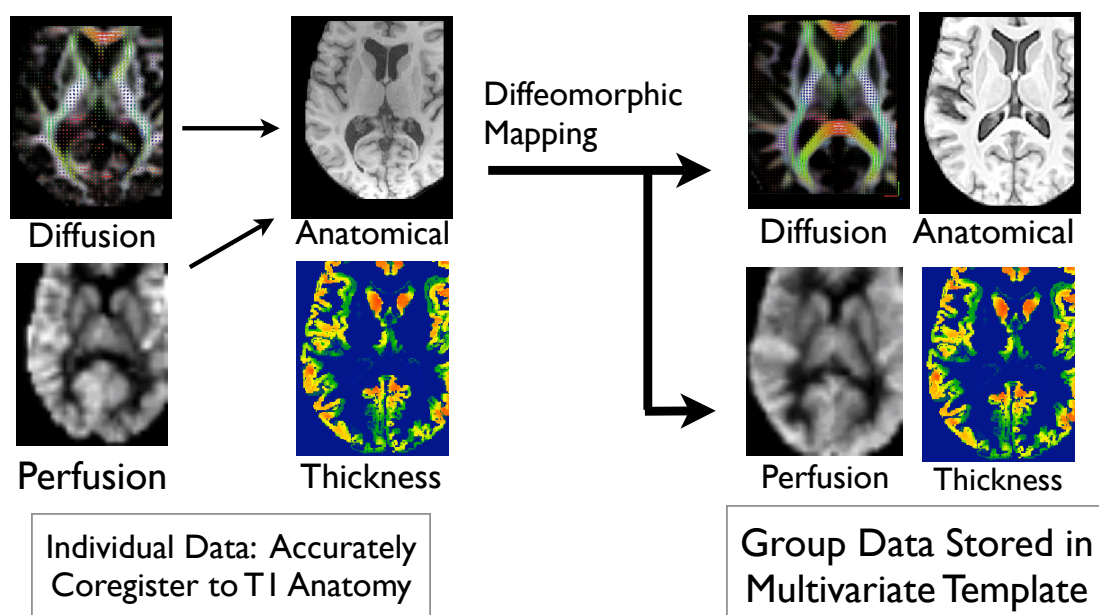 Diffusion
Anatomical
Perfusion
Thickness
Individual Data: Accurately
Coregister to T1 Anatomy
Diffeomorphic
Mapping
Diffusion
Anatomical
Perfusion
Thickness
Group Data Stored in
Multivariate Template